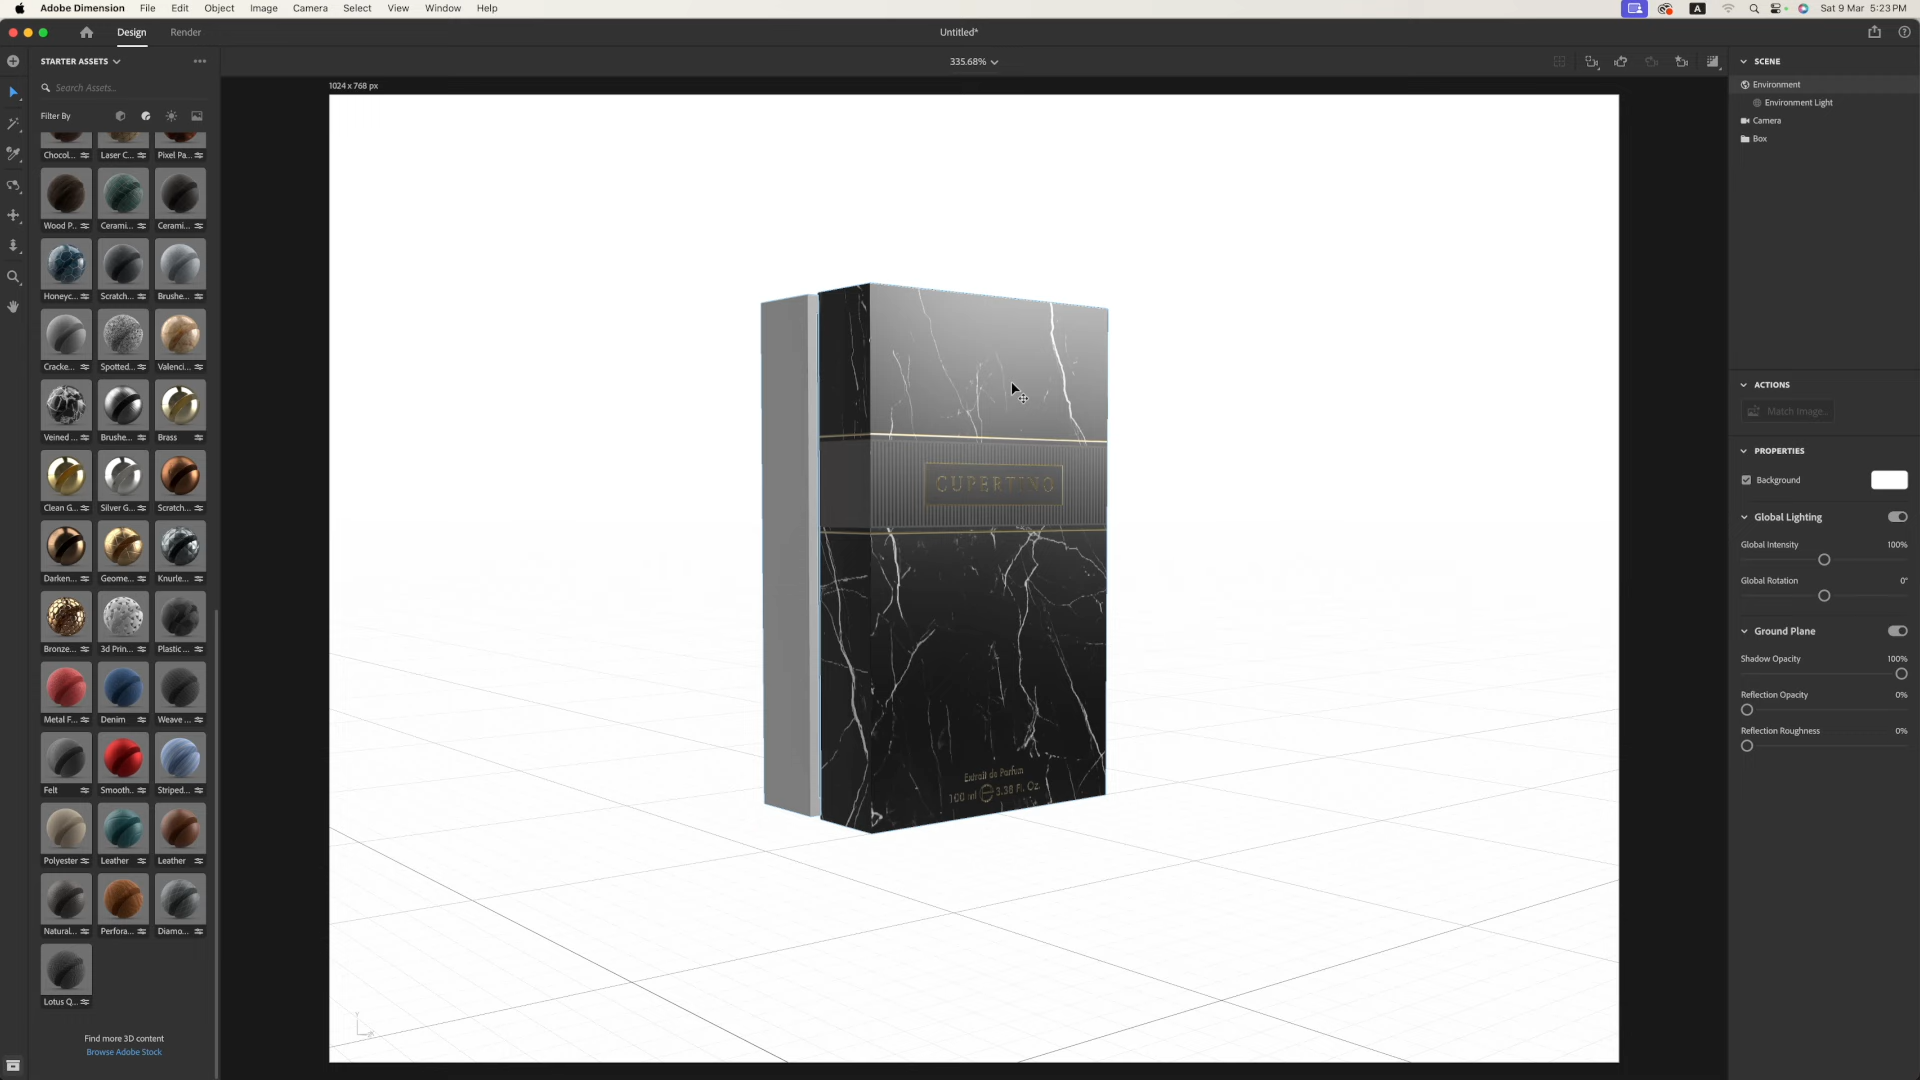 Adobe Dimension File Edit Object Image Camera Select View Window Help
A
Sat 9 Mar 5:23 PM
Design Render
Untitled*
STARTER ASSETS
335.68%
SCENE
Search Assets...
1024 x 768 px
Environment
Environment Light
Camera
Box
Filter By
Chocol... Laser C... Pixel Pa...
Wood P... Cerami... Cerami...
Honeyc... Scratch... Brushe...
Cracke... Spotted... Valenci...
Veined ... Brushe... Brass
Clean G... Silver G... Scratch...
Darken... Geome... Knurle...
Bronze... 3d Prin... Plastic ...
Metal F... Denim Weave ...
Felt Smooth... Striped...
Polyester Leather Leather
Natural... Perfora... Diamo...
Lotus Q...
Find more 3D content
Browse Adobe Stock
CUPERTINO
Extrait de Parfum
100 ml e 3.38 Fl. Oz.
ACTIONS
Match Image...
PROPERTIES
Background
Global Lighting
Global Intensity 100%
Global Rotation 0°
Ground Plane
Shadow Opacity 100%
Reflection Opacity 0%
Reflection Roughness 0%